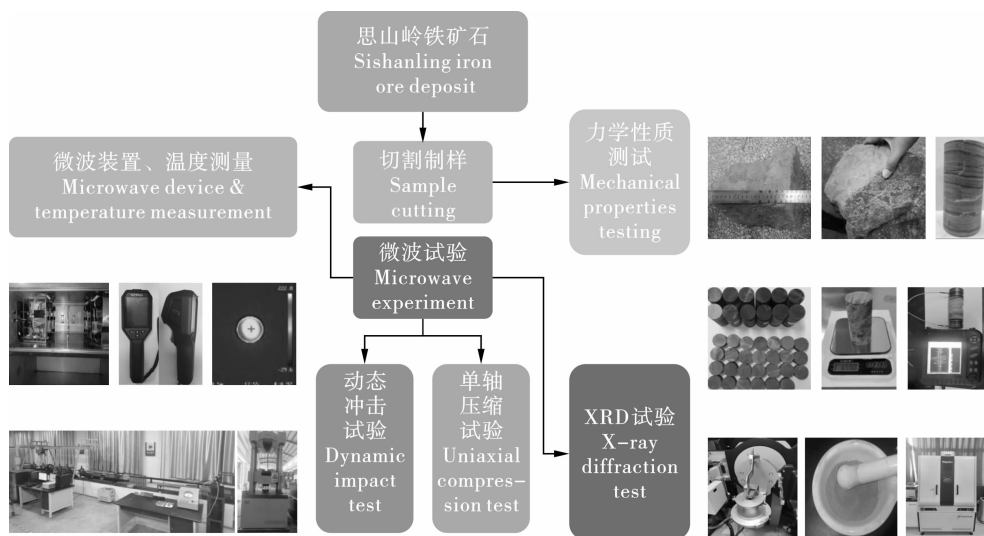 思山岭铁矿石
Sishanling iron
ore deposit
微波装置、温度测量
Microwave device &
temperature measurement
切割制样
Sample
cutting
力学性质
测试
Mechanical
properties
testing
微波试验
Microwave
experiment
动态
冲击
试验
Dynamic
impact
test
单轴
压缩
试验
Uniaxial
compres-
sion test
XRD试验
X-ray
diffraction
test